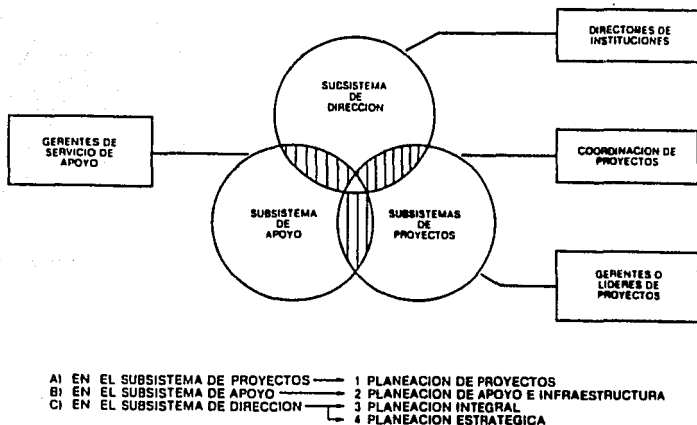 DIRECTORES DE
INSTITUCIONES
SUBSISTEMA
DE
DIRECCION
GERENTES DE
SERVICIO DE
APOYO
COORDINACION DE
PROYECTOS
SUBSISTEMA
DE
APOYO
SUBSISTEMAS
DE
PROYECTOS
GERENTES O
LIDERES DE
PROYECTOS
A) EN EL SUBSISTEMA DE PROYECTOS 1 PLANEACION DE PROYECTOS
B) EN EL SUBSISTEMA DE APOYO 2 PLANEACION DE APOYO E INFRAESTRUCTURA
C) EN EL SUBSISTEMA DE DIRECCION 3 PLANEACION INTEGRAL
4 PLANEACION ESTRATEGICA